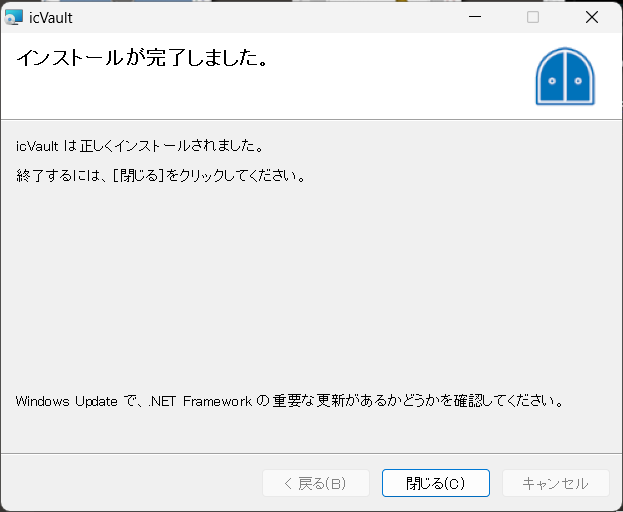 icVault
インストールが完了しました。
icVault は正しくインストールされました。
終了するには、[閉じる]をクリックしてください。
Windows Update で、.NET Framework の重要な更新があるかどうかを確認してください。
< 戻る(B)
閉じる(C)
キャンセル